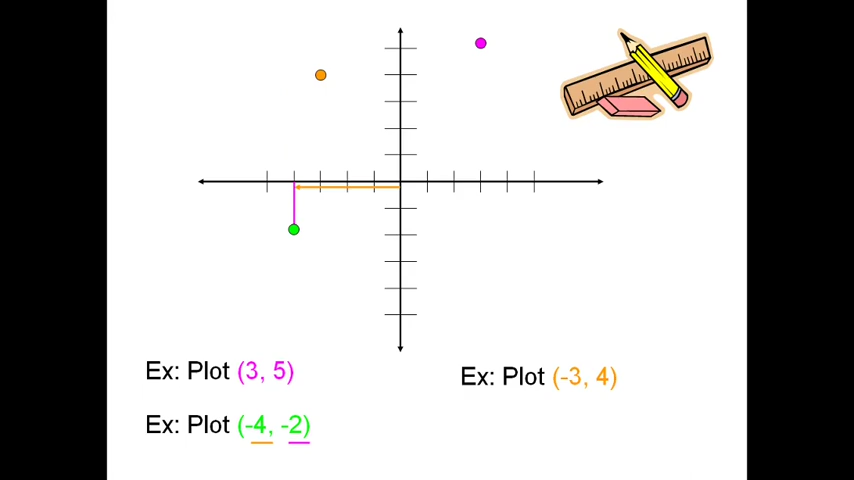 Ex: Plot (3, 5)
Ex: Plot (-3, 4)
Ex: Plot (-4, -2)